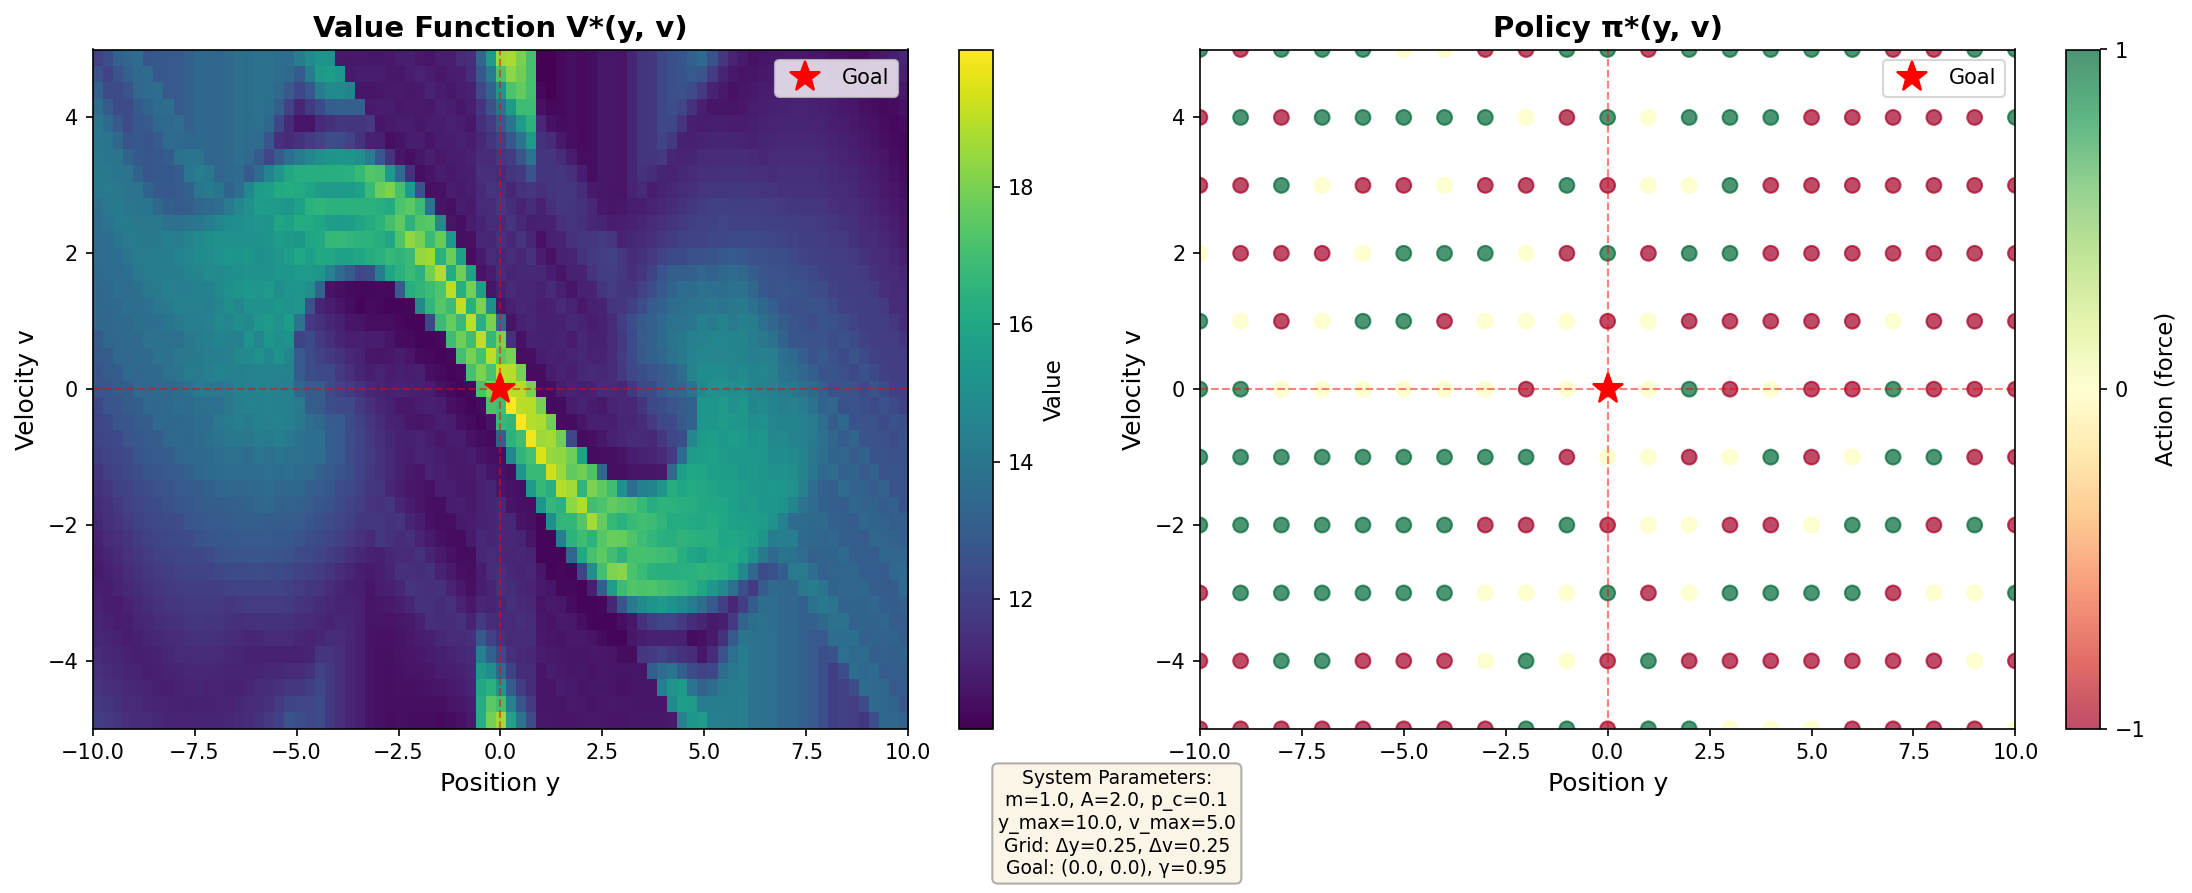 Value Function V*(y, v)
Goal
4
2
0
−2
−4
Velocity v
−10.0 −7.5 −5.0 −2.5 0.0 2.5 5.0 7.5 10.0
Position y
18
16
14
12
Value
Policy π*(y, v)
Goal
4
2
0
−2
−4
Velocity v
−10.0 −7.5 −5.0 −2.5 0.0 2.5 5.0 7.5 10.0
Position y
1
0
−1
Action (force)
System Parameters:
m=1.0, A=2.0, p_c=0.1
y_max=10.0, v_max=5.0
Grid: Δy=0.25, Δv=0.25
Goal: (0.0, 0.0), γ=0.95